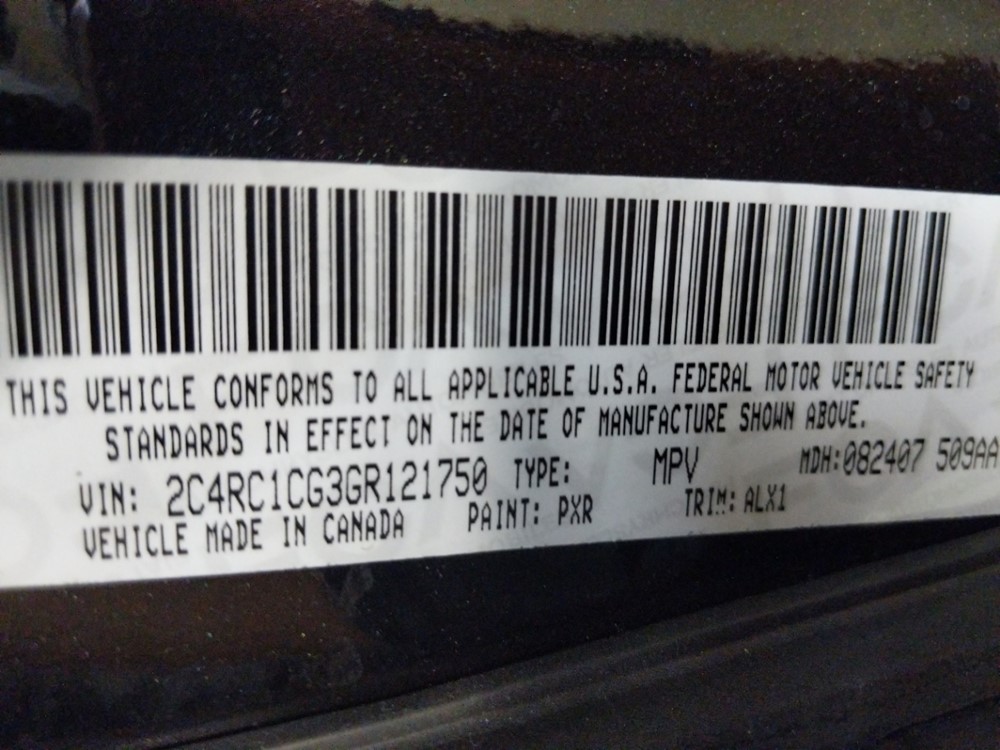 THIS VEHICLE CONFORMS TO ALL APPLICABLE U.S.A. FEDERAL MOTOR VEHICLE SAFETY
STANDARDS IN EFFECT ON THE DATE OF MANUFACTURE SHOWN ABOVE.
VIN: 2C4RC1CG3GR121750 TYPE: MPV MDH:082407 509AA
VEHICLE MADE IN CANADA PAINT: PXR TRIM: ALX1